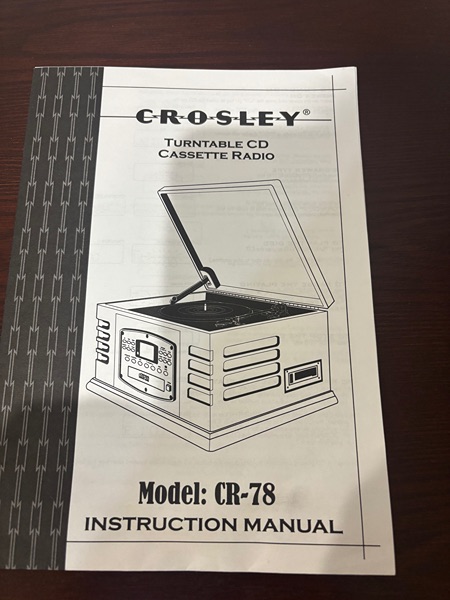 CROSLEY®
TURNTABLE CD
CASSETTE RADIO
Model: CR-78
INSTRUCTION MANUAL